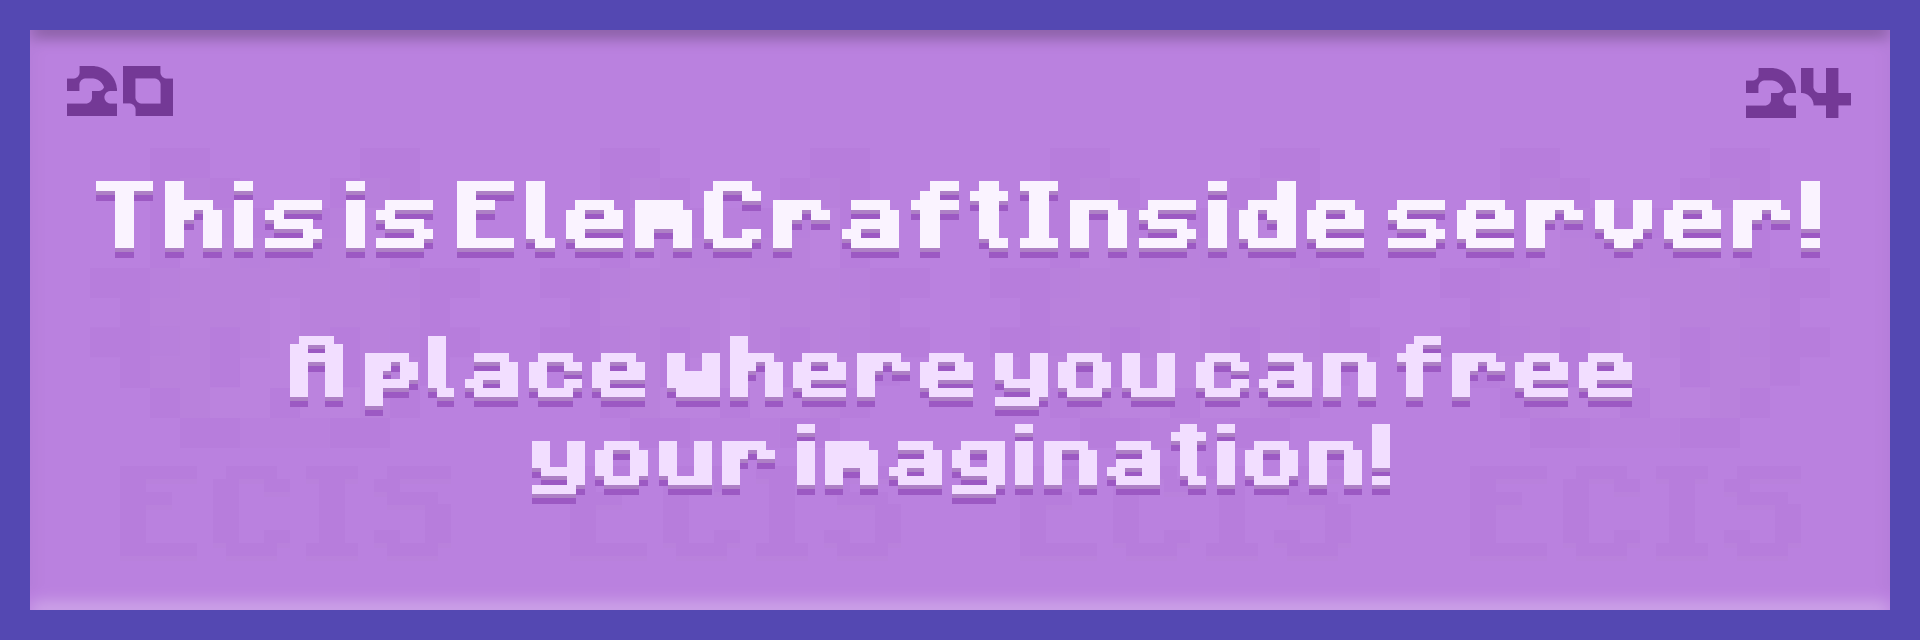 20
24
This is ElemCraftInside server!
A place where you can free
your imagination!
ECIS ECIS ECIS ECIS